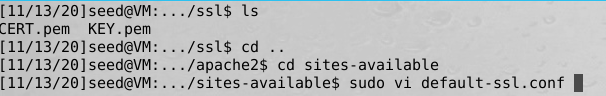 [11/13/20]seed@VM:.../ssl$ ls
CERT.pem  KEY.pem
[11/13/20]seed@VM:.../ssl$ cd ..
[11/13/20]seed@VM:.../apache2$ cd sites-available
[11/13/20]seed@VM:.../sites-available$ sudo vi default-ssl.conf